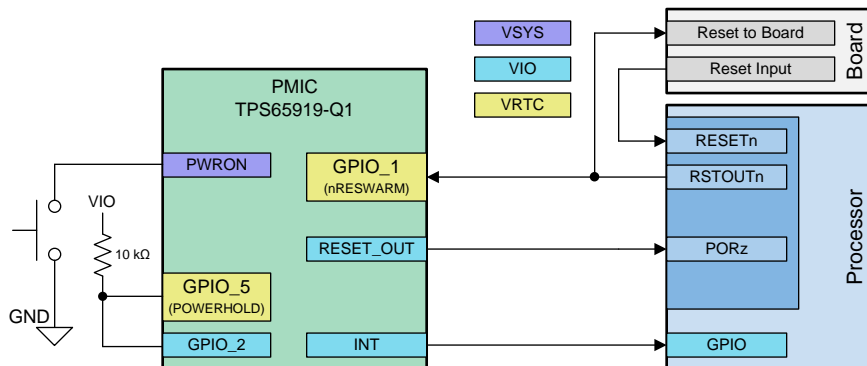 VSYS
VIO
VRTC
Reset to Board
Reset Input
Board
PMIC
TPS65919-Q1
PWRON
GPIO_1
(nRESWARM)
RESET_OUT
GPIO_5
(POWERHOLD)
GPIO_2
INT
VIO
10 kΩ
GND
RESETn
RSTOUTn
PORz
GPIO
Processor